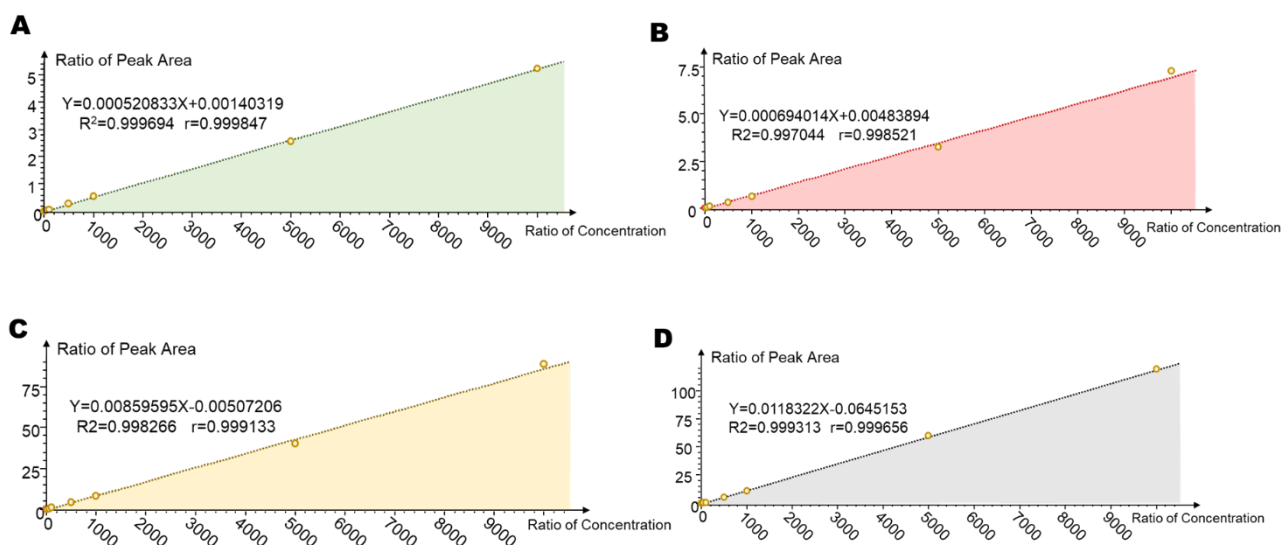 A
Ratio of Peak Area
5
4
3
2
1
0
Y=0.000520833X+0.00140319
R²=0.999694 r=0.999847
1000 2000 3000 4000 5000 6000 7000 8000 9000
Ratio of Concentration
B
Ratio of Peak Area
7.5
5.0
2.5
0
Y=0.000694014X+0.00483894
R2=0.997044 r=0.998521
0 1000 2000 3000 4000 5000 6000 7000 8000 9000
Ratio of Concentration
C
Ratio of Peak Area
75
50
25
0
Y=0.00859595X-0.00507206
R2=0.998266 r=0.999133
0 1000 2000 3000 4000 5000 6000 7000 8000 9000
Ratio of Concentration
D
Ratio of Peak Area
100
75
50
25
0
Y=0.0118322X-0.0645153
R2=0.999313 r=0.999656
0 1000 2000 3000 4000 5000 6000 7000 8000 9000
Ratio of Concentration